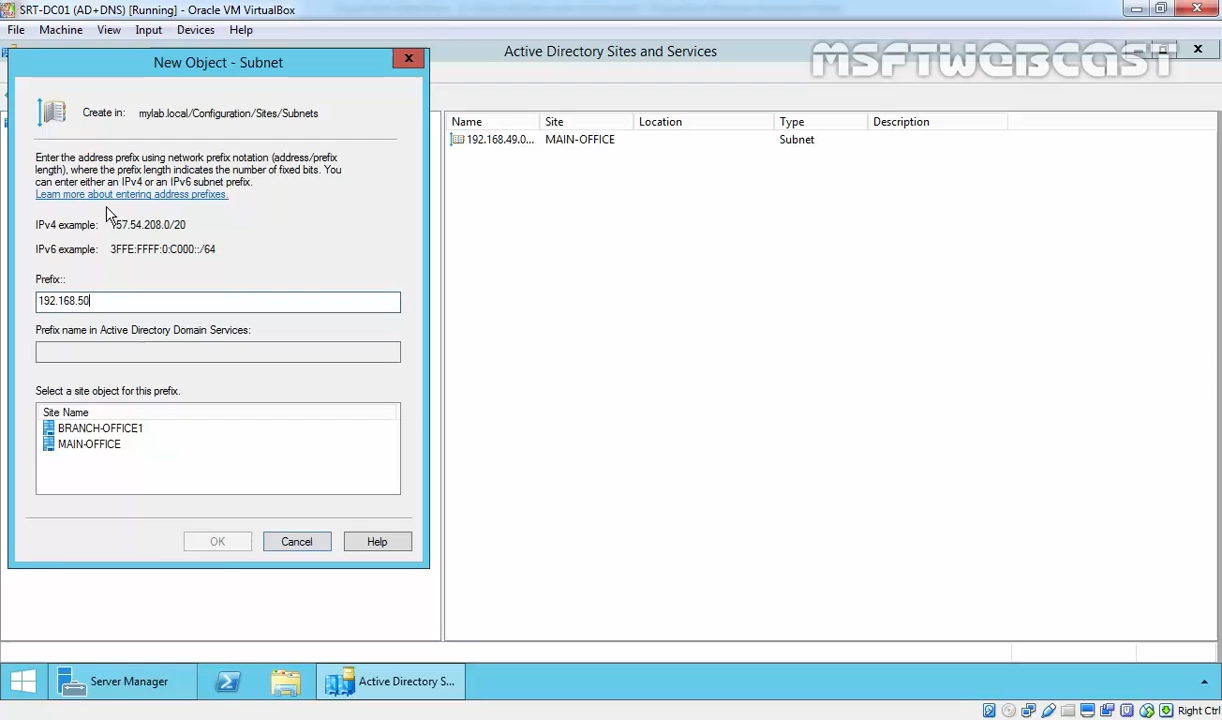 SRT-DC01 (AD+DNS) [Running] - Oracle VM VirtualBox
File Machine View Input Devices Help
New Object - Subnet
Active Directory Sites and Services
MSFTWEBCAST
Create in: mylab.local/Configuration/Sites/Subnets
Name Site Location Type Description
192.168.49.0... MAIN-OFFICE Subnet
Enter the address prefix using network prefix notation (address/prefix
length), where the prefix length indicates the number of fixed bits. You
can enter either an IPv4 or an IPv6 subnet prefix.
Learn more about entering address prefixes.
IPv4 example: 157.54.208.0/20
IPv6 example: 3FFE:FFFF:0:C000::/64
Prefix::
192.168.50
Prefix name in Active Directory Domain Services:
Select a site object for this prefix.
Site Name
BRANCH-OFFICE1
MAIN-OFFICE
OK Cancel Help
Server Manager Active Directory S...
Right Ctrl